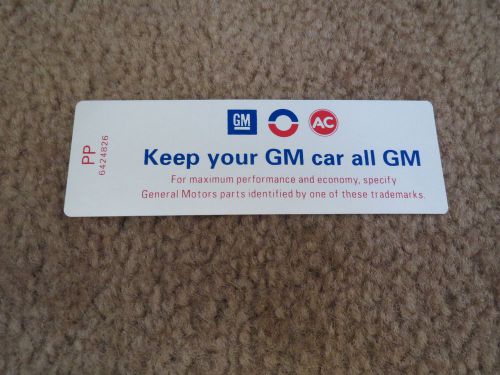 GM AC
Keep your GM car all GM
For maximum performance and economy, specify
General Motors parts identified by one of these trademarks.
PP
6424826